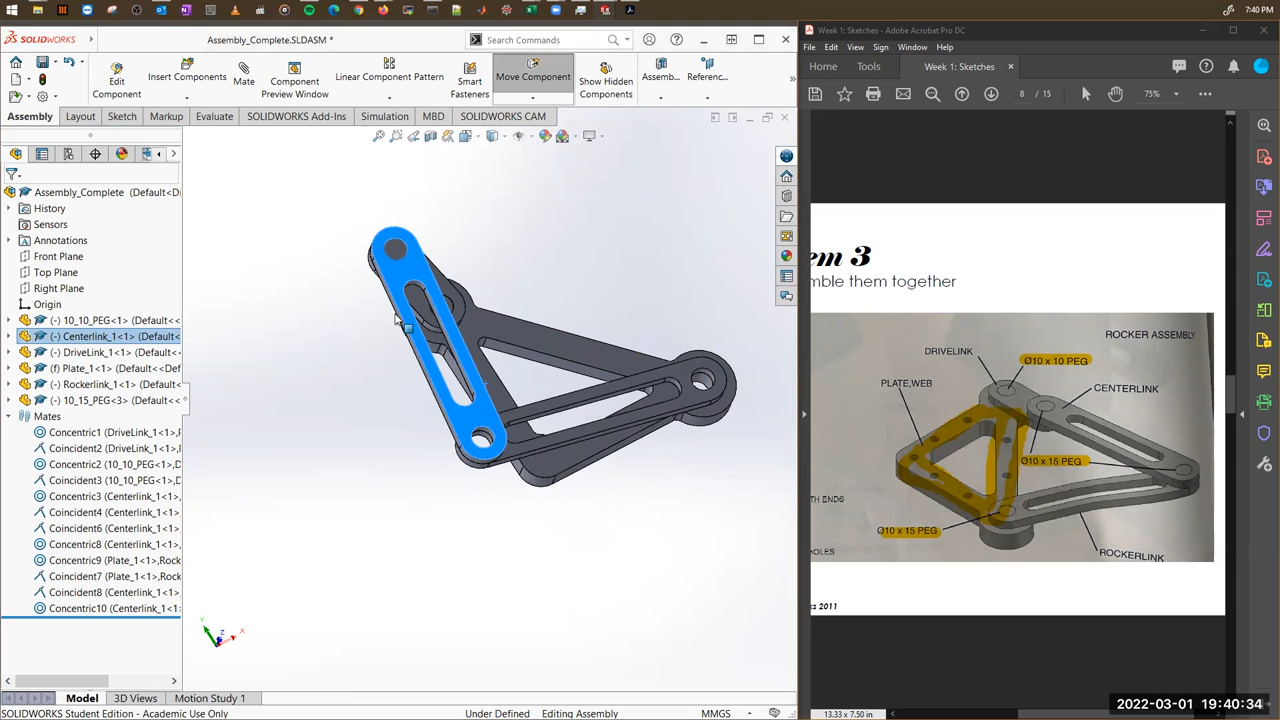 7:40 PM
SOLIDWORKS
Assembly_Complete.SLDASM *
Search Commands
Week 1: Sketches - Adobe Acrobat Pro DC
File Edit View Sign Window Help
Home Tools Week 1: Sketches ×
8 / 15 75%
Edit Component
Insert Components
Mate
Component Preview Window
Linear Component Pattern
Smart Fasteners
Move Component
Show Hidden Components
Assemb...
Referenc...
Assembly Layout Sketch Markup Evaluate SOLIDWORKS Add-Ins Simulation MBD SOLIDWORKS CAM
Assembly_Complete (Default<Di
History
Sensors
Annotations
Front Plane
Top Plane
Right Plane
Origin
(-) 10_10_PEG<1> (Default<
(-) Centerlink_1<1> (Default<
(-) DriveLink_1<1> (Default<
(f) Plate_1<1> (Default<
(-) Rockerlink_1<1> (Default<
(-) 10_15_PEG<3> (Default<<
Mates
Concentric1 (DriveLink_1<1>,
Coincident2 (DriveLink_1<1>,
Concentric2 (10_10_PEG<1>,D
Coincident3 (10_10_PEG<1>,
Concentric3 (Centerlink_1<1>,
Coincident4 (Centerlink_1<1>,
Coincident6 (Centerlink_1<1>,
Concentric8 (Centerlink_1<1>,
Concentric9 (Plate_1<1>,Rock
Coincident7 (Plate_1<1>,Rock
Coincident8 (Centerlink_1<1>,
Concentric10 (Centerlink_1<1>
Y
Z
X
Model 3D Views Motion Study 1
SOLIDWORKS Student Edition - Academic Use Only
Under Defined Editing Assembly MMGS
em 3
mble them together
ROCKER ASSEMBLY
DRIVELINK
Ø10 x 10 PEG
PLATE,WEB
CENTERLINK
Ø10 x 15 PEG
TH ENDS
Ø10 x 15 PEG
HOLES
ROCKERLINK
ks 2011
13.33 x 7.50 in
2022-03-01 19:40:34